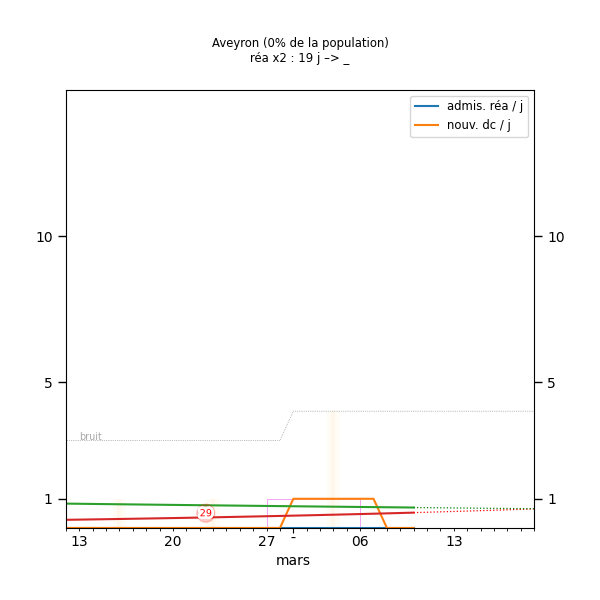 Aveyron (0% de la population)
réa x2 : 19 j –> _
admis. réa / j
nouv. dc / j
10
10
5
5
bruit
1
1
29
13
20
27
-
06
13
mars